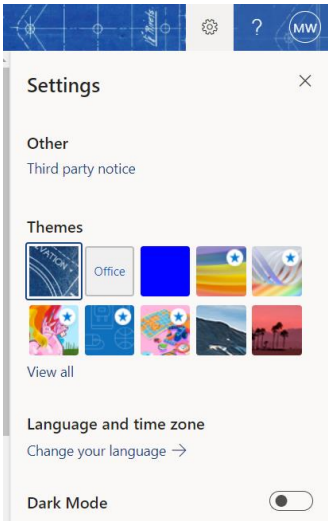 ? MW
Settings
Other
Third party notice
Themes
Office
View all
Language and time zone
Change your language →
Dark Mode